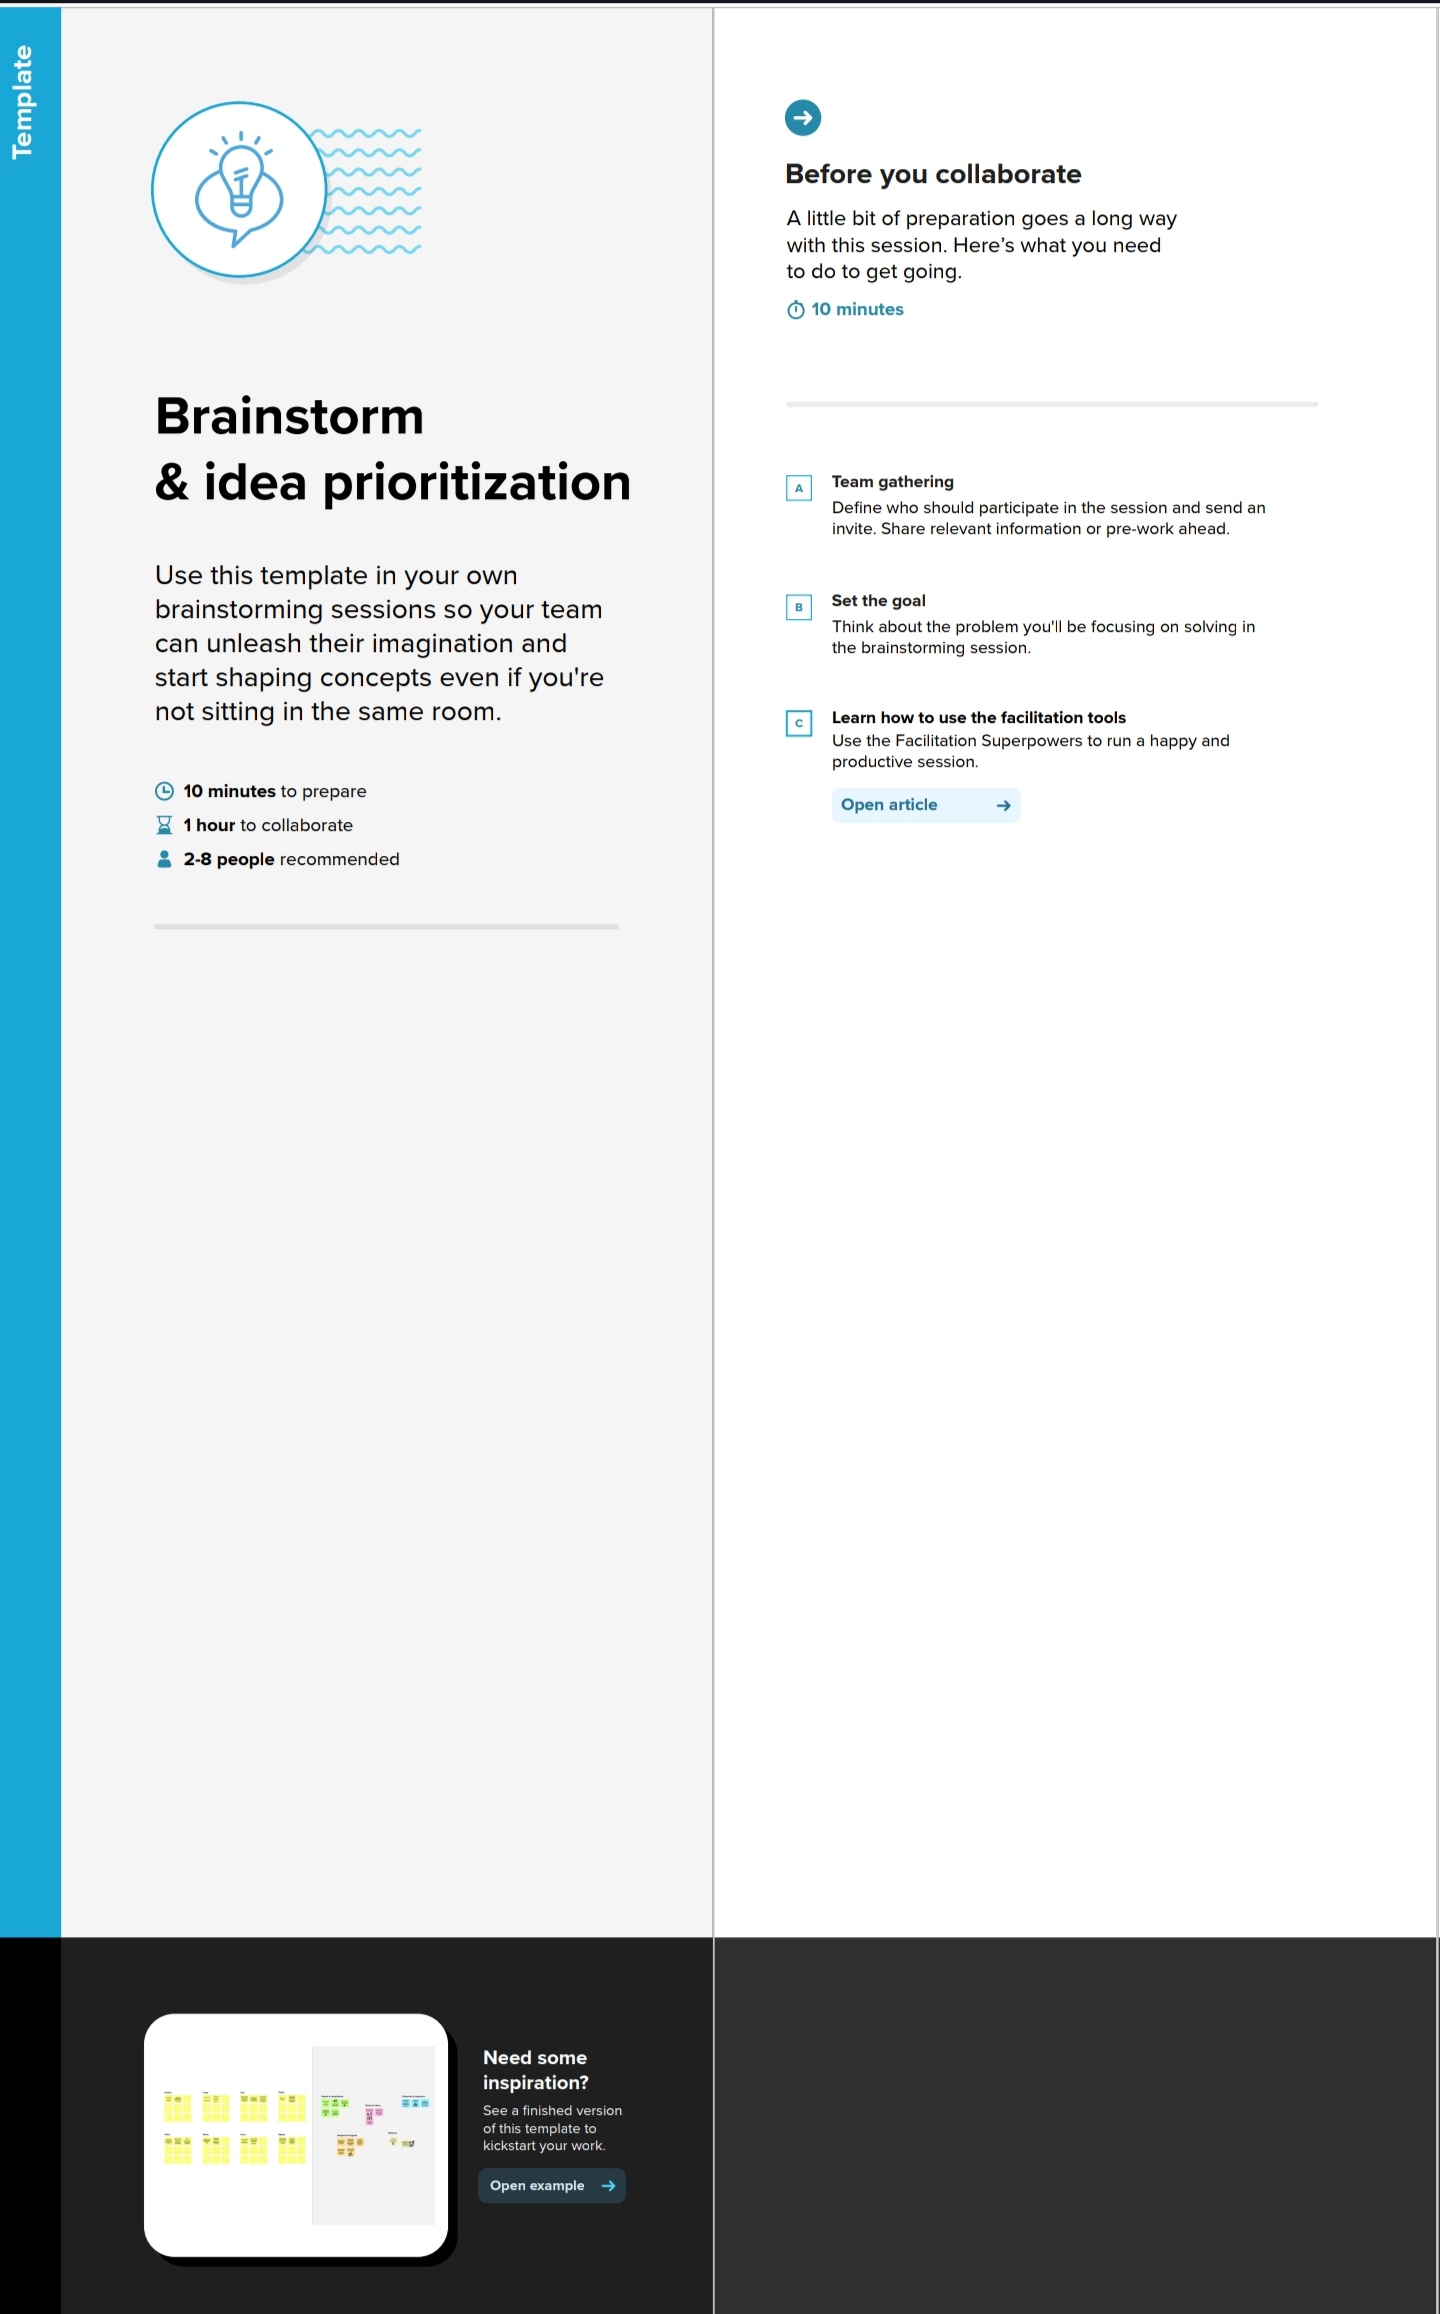 Template
Brainstorm
& idea prioritization
Use this template in your own
brainstorming sessions so your team
can unleash their imagination and
start shaping concepts even if you're
not sitting in the same room.
10 minutes to prepare
1 hour to collaborate
2-8 people recommended
Before you collaborate
A little bit of preparation goes a long way
with this session. Here’s what you need
to do to get going.
10 minutes
A
Team gathering
Define who should participate in the session and send an
invite. Share relevant information or pre-work ahead.
B
Set the goal
Think about the problem you'll be focusing on solving in
the brainstorming session.
C
Learn how to use the facilitation tools
Use the Facilitation Superpowers to run a happy and
productive session.
Open article
Need some
inspiration?
See a finished version
of this template to
kickstart your work.
Open example